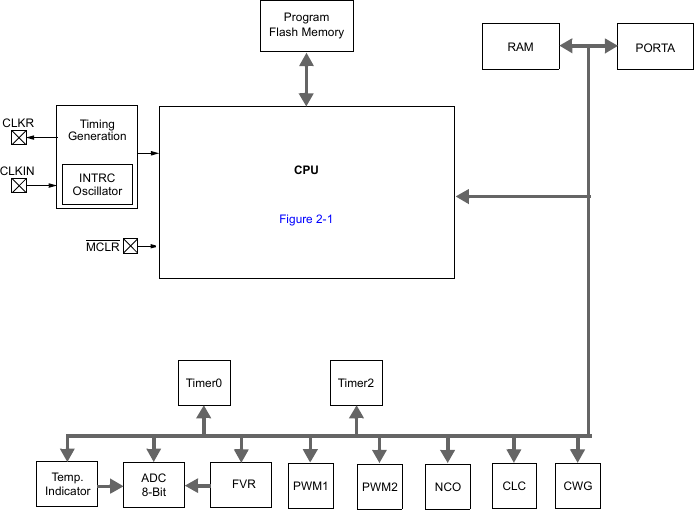 Program
Flash Memory
RAM
PORTA
CLKR
Timing
Generation
CLKIN
INTRC
Oscillator
CPU
Figure 2-1
MCLR
Timer0
Timer2
Temp.
Indicator
ADC
8-Bit
FVR
PWM1
PWM2
NCO
CLC
CWG